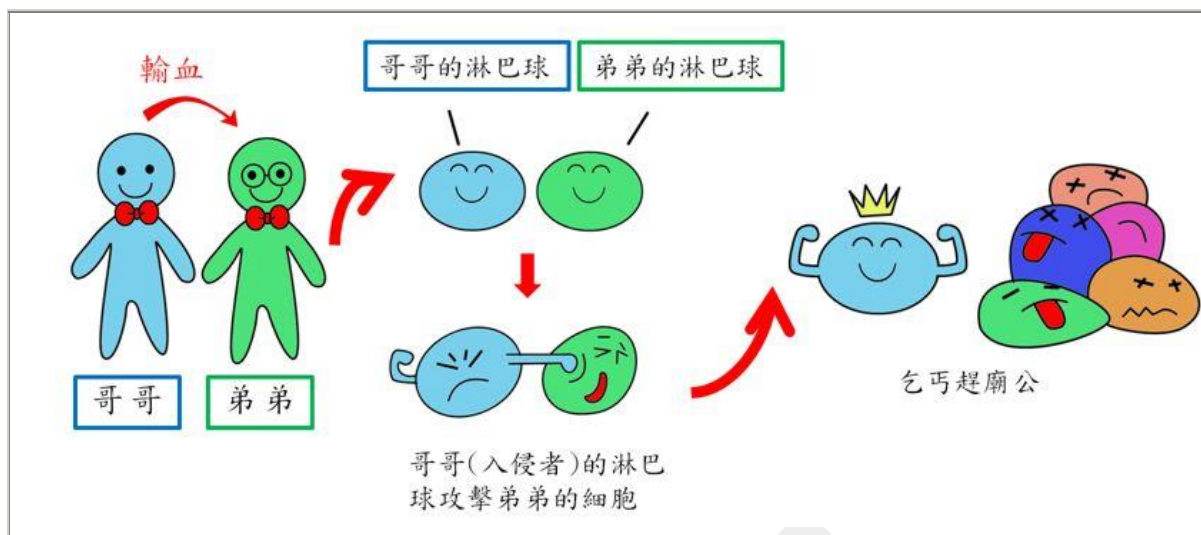 輸血
哥哥的淋巴球
弟弟的淋巴球
哥哥
弟弟
哥哥(入侵者)的淋巴
球攻擊弟弟的細胞
乞丐趕廟公